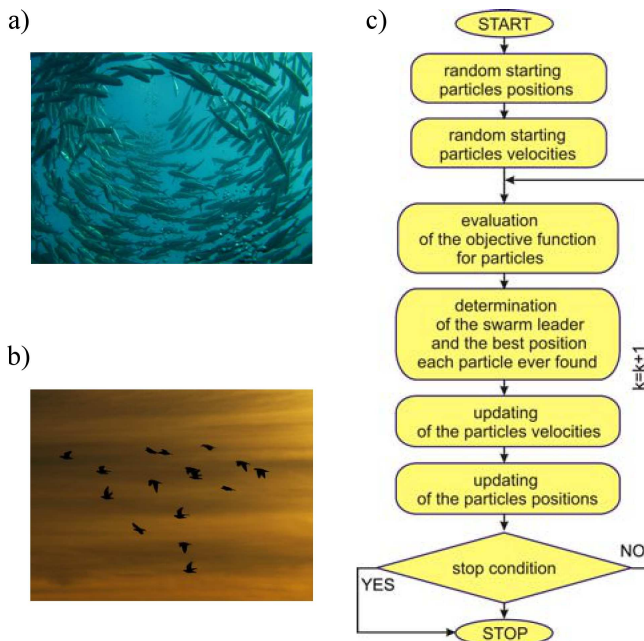 a)
b)
c)
START
random starting
particles positions
random starting
particles velocities
evaluation
of the objective function
for particles
determination
of the swarm leader
and the best position
each particle ever found
k=k+1
updating
of the particles velocities
updating
of the particles positions
stop condition
NO
YES
STOP